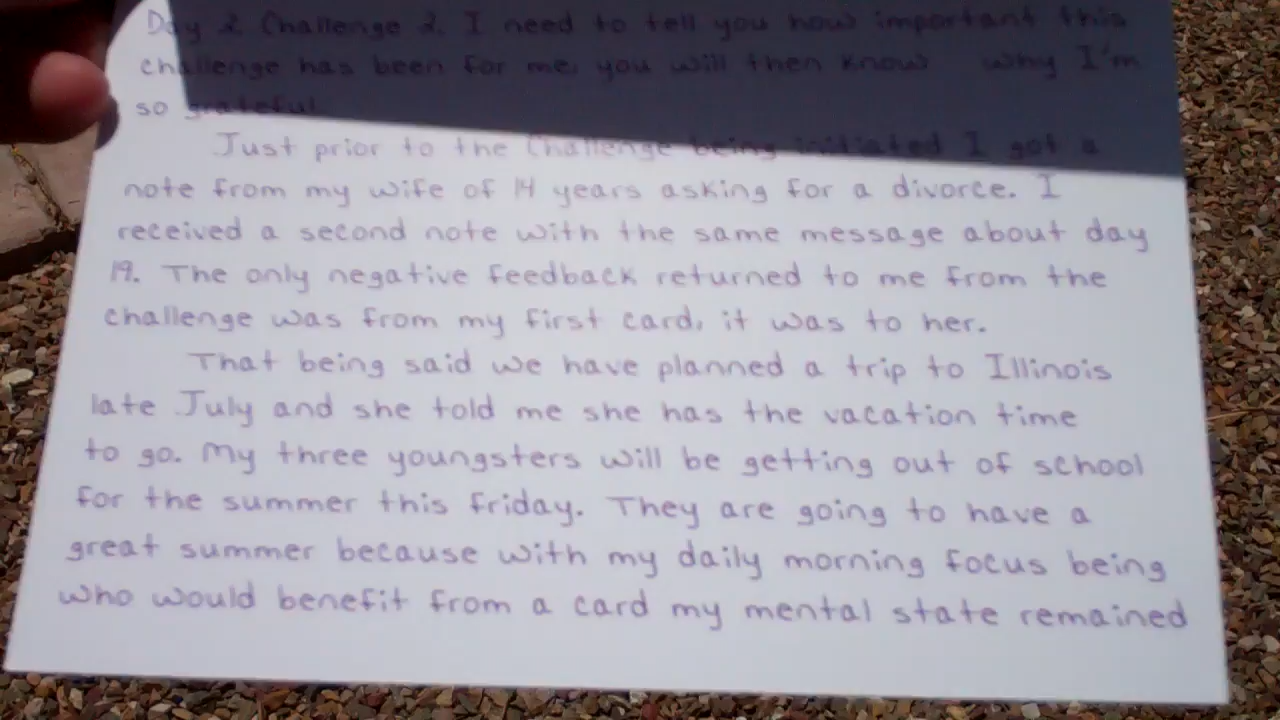 Day 2 Challenge 2. I need to tell you how important this
challenge has been for me, you will then know why I'm
so grateful.
Just prior to the Challenge being initiated I got a
note from my wife of 14 years asking for a divorce. I
received a second note with the same message about day
19. The only negative feedback returned to me from the
challenge was from my first card, it was to her.
That being said we have planned a trip to Illinois
late July and she told me she has the vacation time
to go. My three youngsters will be getting out of school
for the summer this Friday. They are going to have a
great summer because with my daily morning focus being
who would benefit from a card my mental state remained